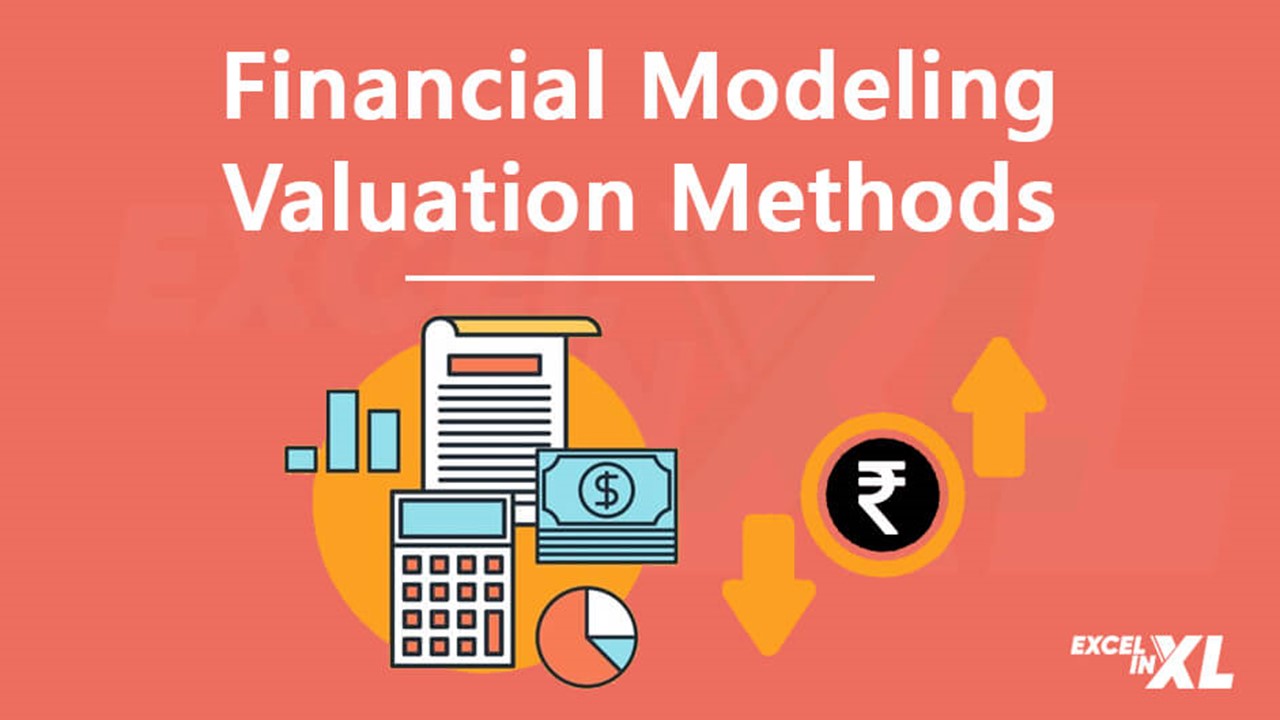 Financial Modeling
Valuation Methods
$
₹
EXCEL
IN XL